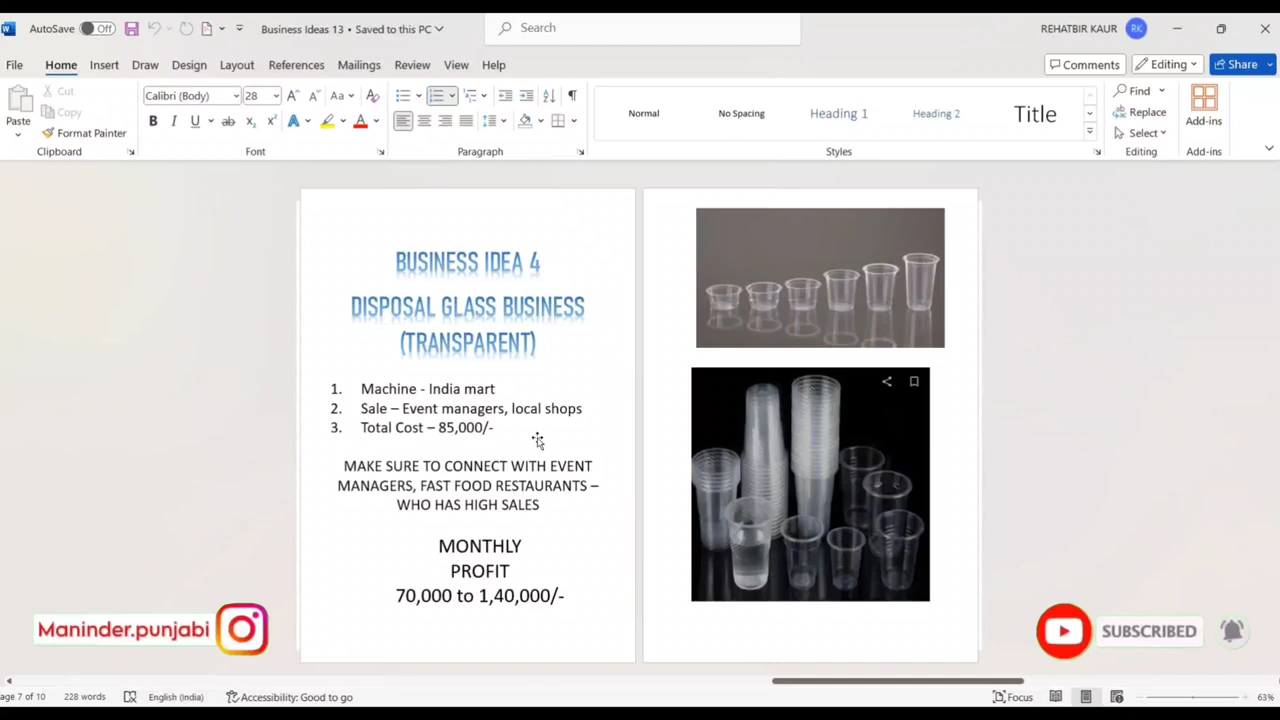 AutoSave Off
Business Ideas 13 • Saved to this PC
Search
REHATBIR KAUR RK
File Home Insert Draw Design Layout References Mailings Review View Help
Comments Editing Share
Paste
Cut
Copy
Format Painter
Clipboard
Calibri (Body) 28
Font
Paragraph
Normal No Spacing Heading 1 Heading 2 Title
Styles
Find
Replace
Select
Editing
Add-ins
Add-ins
BUSINESS IDEA 4
DISPOSAL GLASS BUSINESS
(TRANSPARENT)
1. Machine - India mart
2. Sale – Event managers, local shops
3. Total Cost – 85,000/-
MAKE SURE TO CONNECT WITH EVENT
MANAGERS, FAST FOOD RESTAURANTS –
WHO HAS HIGH SALES
MONTHLY
PROFIT
70,000 to 1,40,000/-
Maninder.punjabi
SUBSCRIBED
age 7 of 10 228 words English (India) Accessibility: Good to go Focus 63%